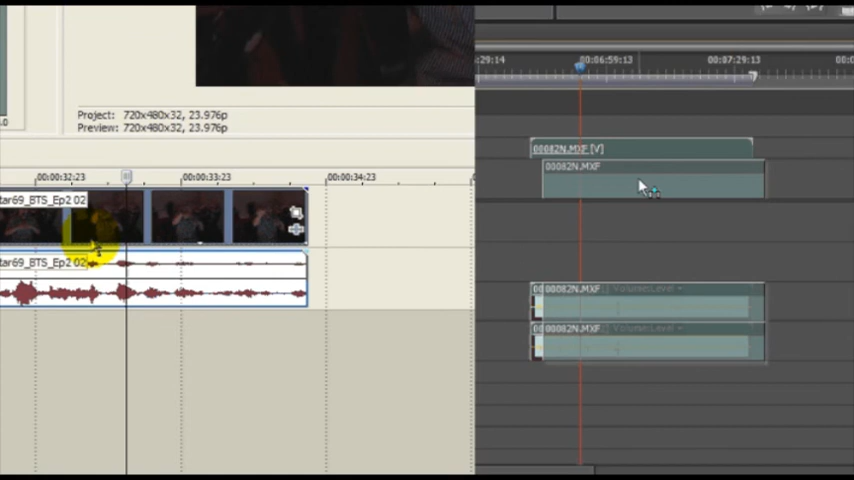 Project: 720x480x32, 23.976p
Preview: 720x480x32, 23.976p
00:00:32:23
00:00:33:23
00:00:34:23
tar69_BTS_Ep2 02
tar69_BTS_Ep2 02
:29:14
00:06:59:13
00:07:29:13
00:0
00082N.MXF [V]
00082N.MXF
00082N.MXF Volume:Level
00082N.MXF Volume:Level